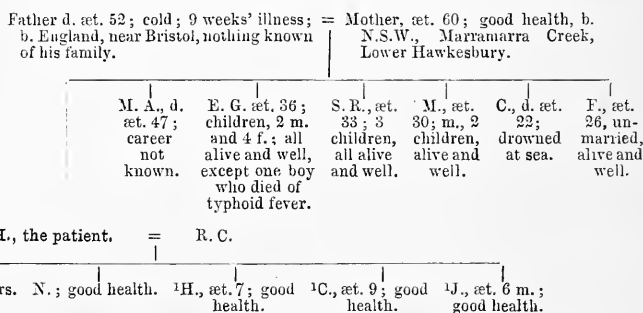 Father d. æt. 52; cold; 9 weeks' illness; = Mother, æt. 60; good health, b.
b. England, near Bristol, nothing known N.S.W., Marramarra Creek,
of his family. Lower Hawkesbury.
M. A., d. E. G. æt. 36; S. R., æt. M., æt. C., d. æt. F., æt.
æt. 47; children, 2 m. 33; 3 30; m., 2 22; 26, un-
career and 4 f.; all children, children, drowned married,
not alive and well, all alive alive and at sea. alive and
known. except one boy and well. well. well.
who died of
typhoid fever.
I., the patient. = R. C.
rs. N.; good health. ¹H., æt. 7; good ¹C., æt. 9; good ¹J., æt. 6 m.;
health. health. good health.